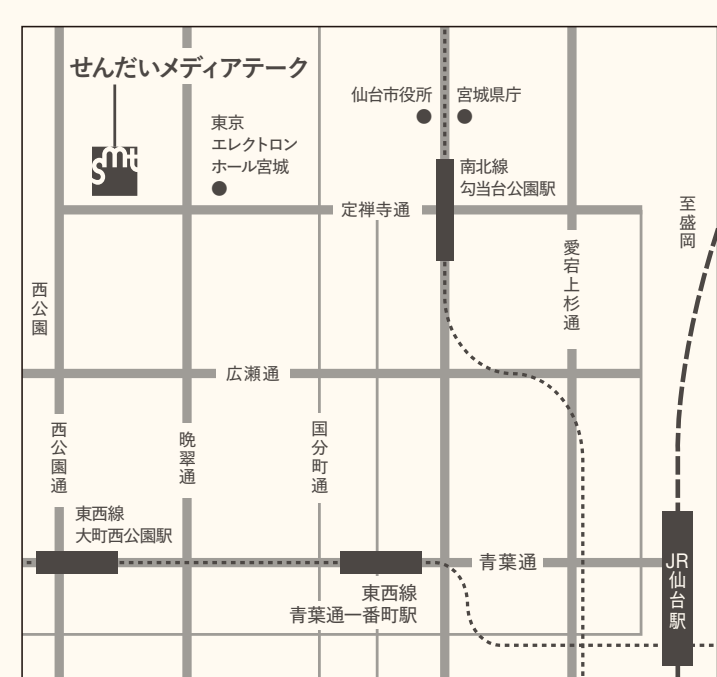 せんだいメディアテーク
smt
東京
エレクトロン
ホール宮城
仙台市役所
宮城県庁
南北線
勾当台公園駅
定禅寺通
至盛岡
愛宕上杉通
西公園
広瀬通
西公園通
晩翠通
国分町通
東西線
大町西公園駅
青葉通
東西線
青葉通一番町駅
JR仙台駅